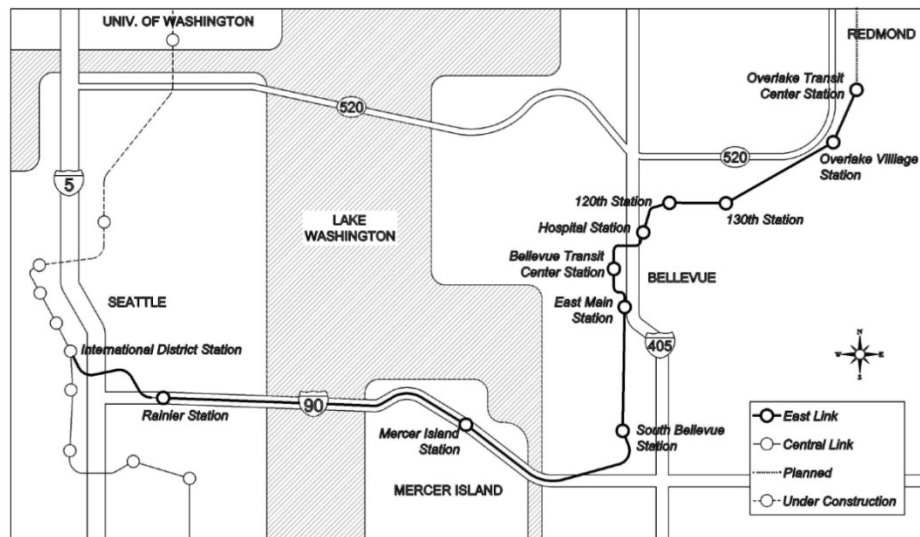 UNIV. OF WASHINGTON
REDMOND
Overlake Transit
Center Station
520
520
Overlake Village
Station
5
120th Station
130th Station
LAKE
WASHINGTON
Hospital Station
Bellevue Transit
Center Station
BELLEVUE
SEATTLE
East Main
Station
International District Station
405
N
W
E
S
90
Rainier Station
Mercer Island
Station
South Bellevue
Station
MERCER ISLAND
East Link
Central Link
Planned
Under Construction